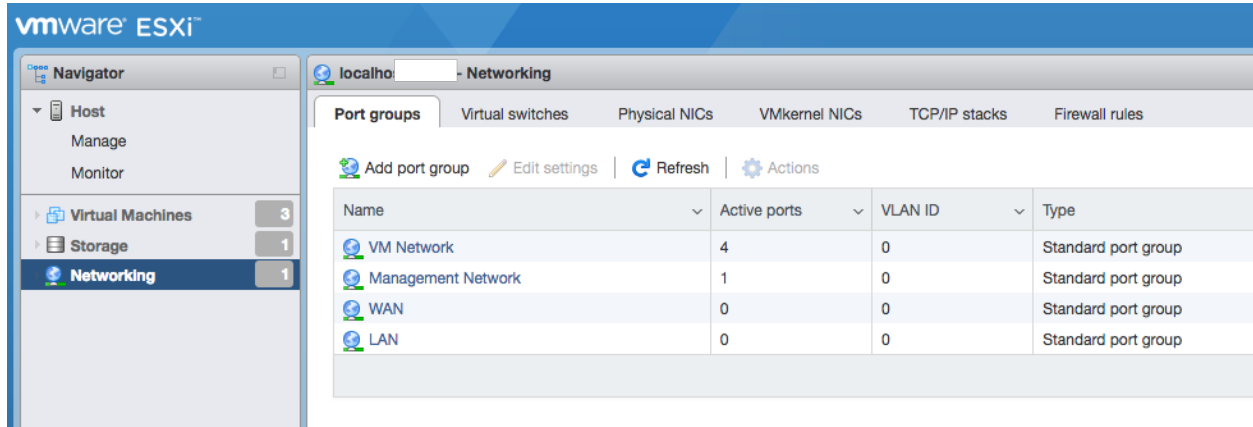 vmware ESXi™
Navigator
Host
Manage
Monitor
Virtual Machines 3
Storage 1
Networking 1
localho - Networking
Port groups Virtual switches Physical NICs VMkernel NICs TCP/IP stacks Firewall rules
Add port group Edit settings Refresh Actions
Name Active ports VLAN ID Type
VM Network 4 0 Standard port group
Management Network 1 0 Standard port group
WAN 0 0 Standard port group
LAN 0 0 Standard port group